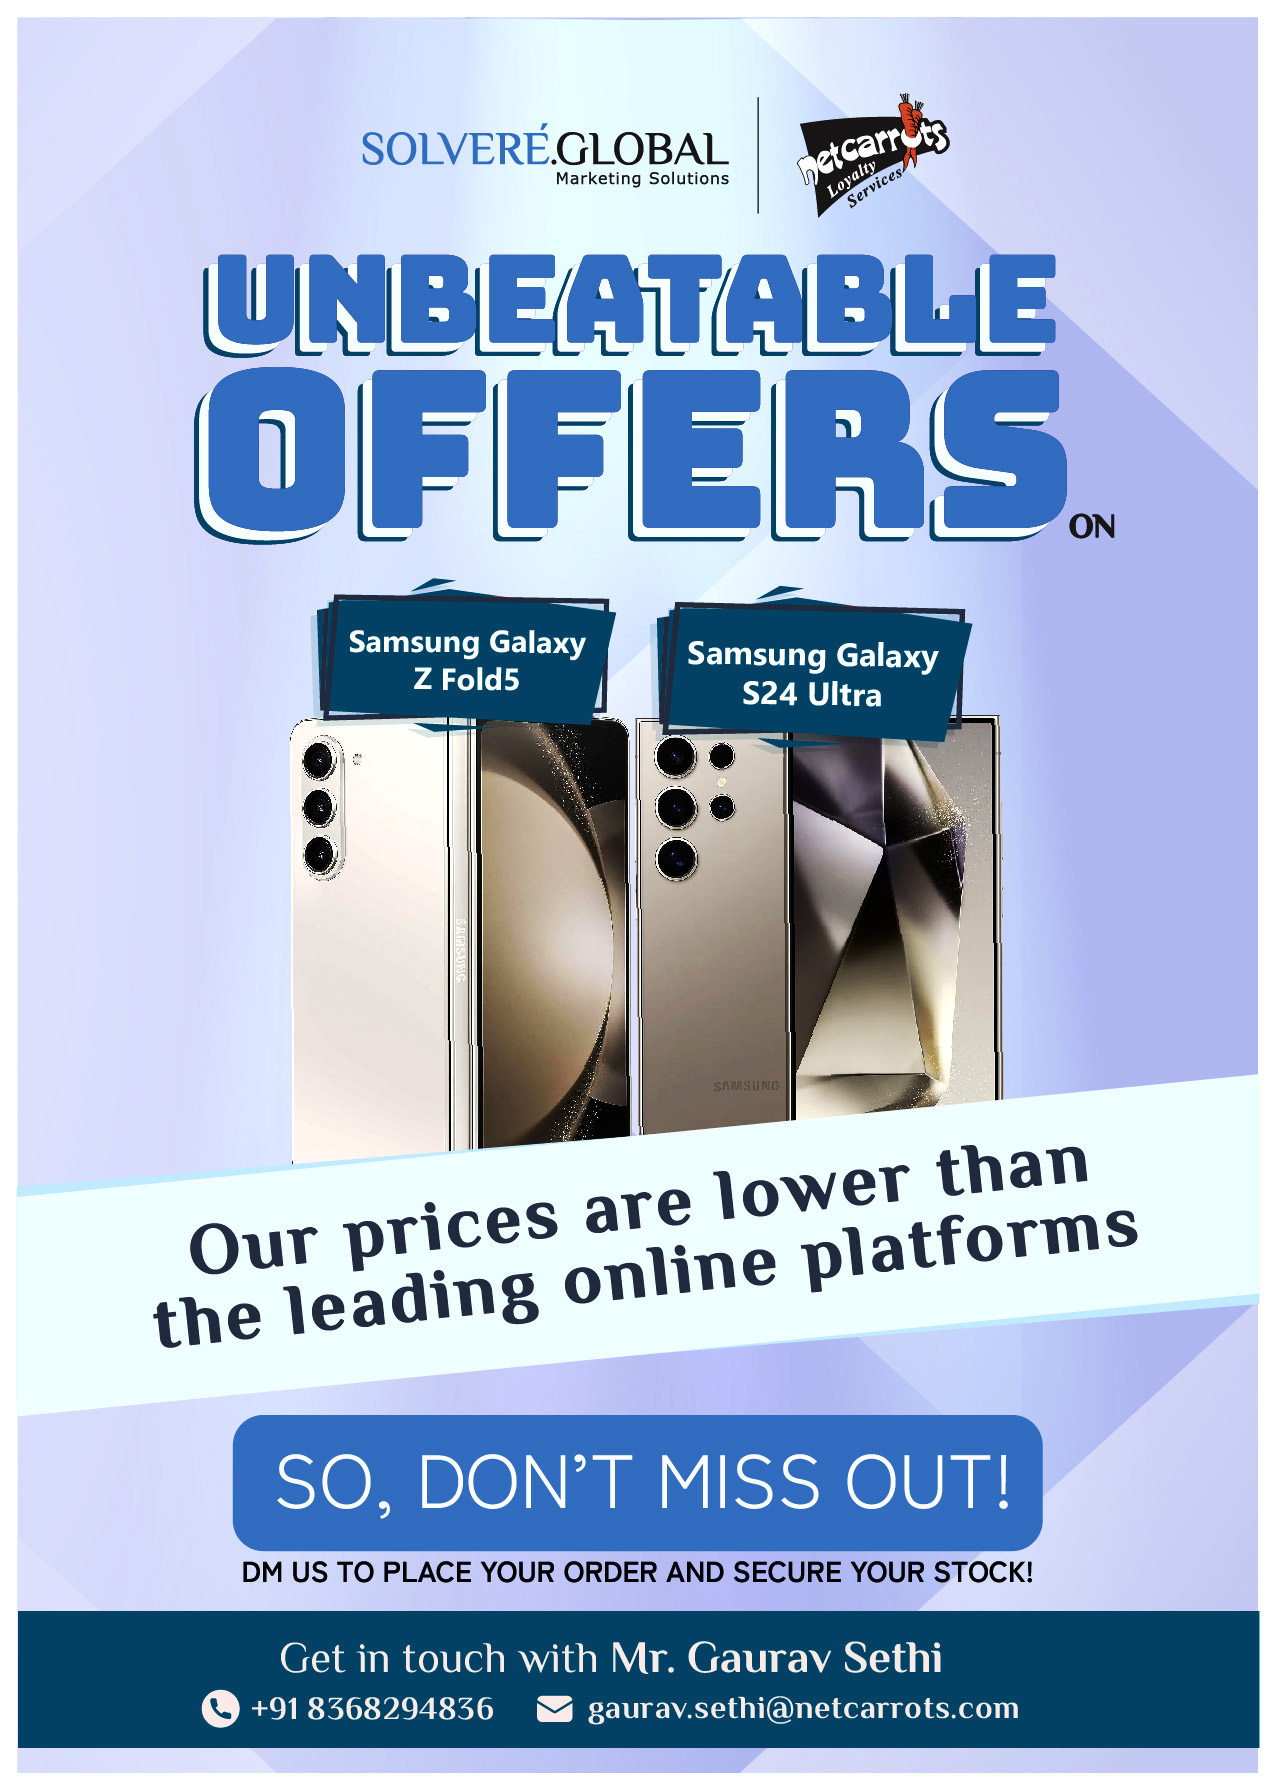 SOLVERÉ.GLOBAL
Marketing Solutions
netcarrots
Loyalty
Services
UNBEATABLE
OFFERS
ON
Samsung Galaxy
Z Fold5
Samsung Galaxy
S24 Ultra
SAMSUNG
SAMSUNG
Our prices are lower than
the leading online platforms
SO, DON'T MISS OUT!
DM US TO PLACE YOUR ORDER AND SECURE YOUR STOCK!
Get in touch with Mr. Gaurav Sethi
+91 8368294836
gaurav.sethi@netcarrots.com